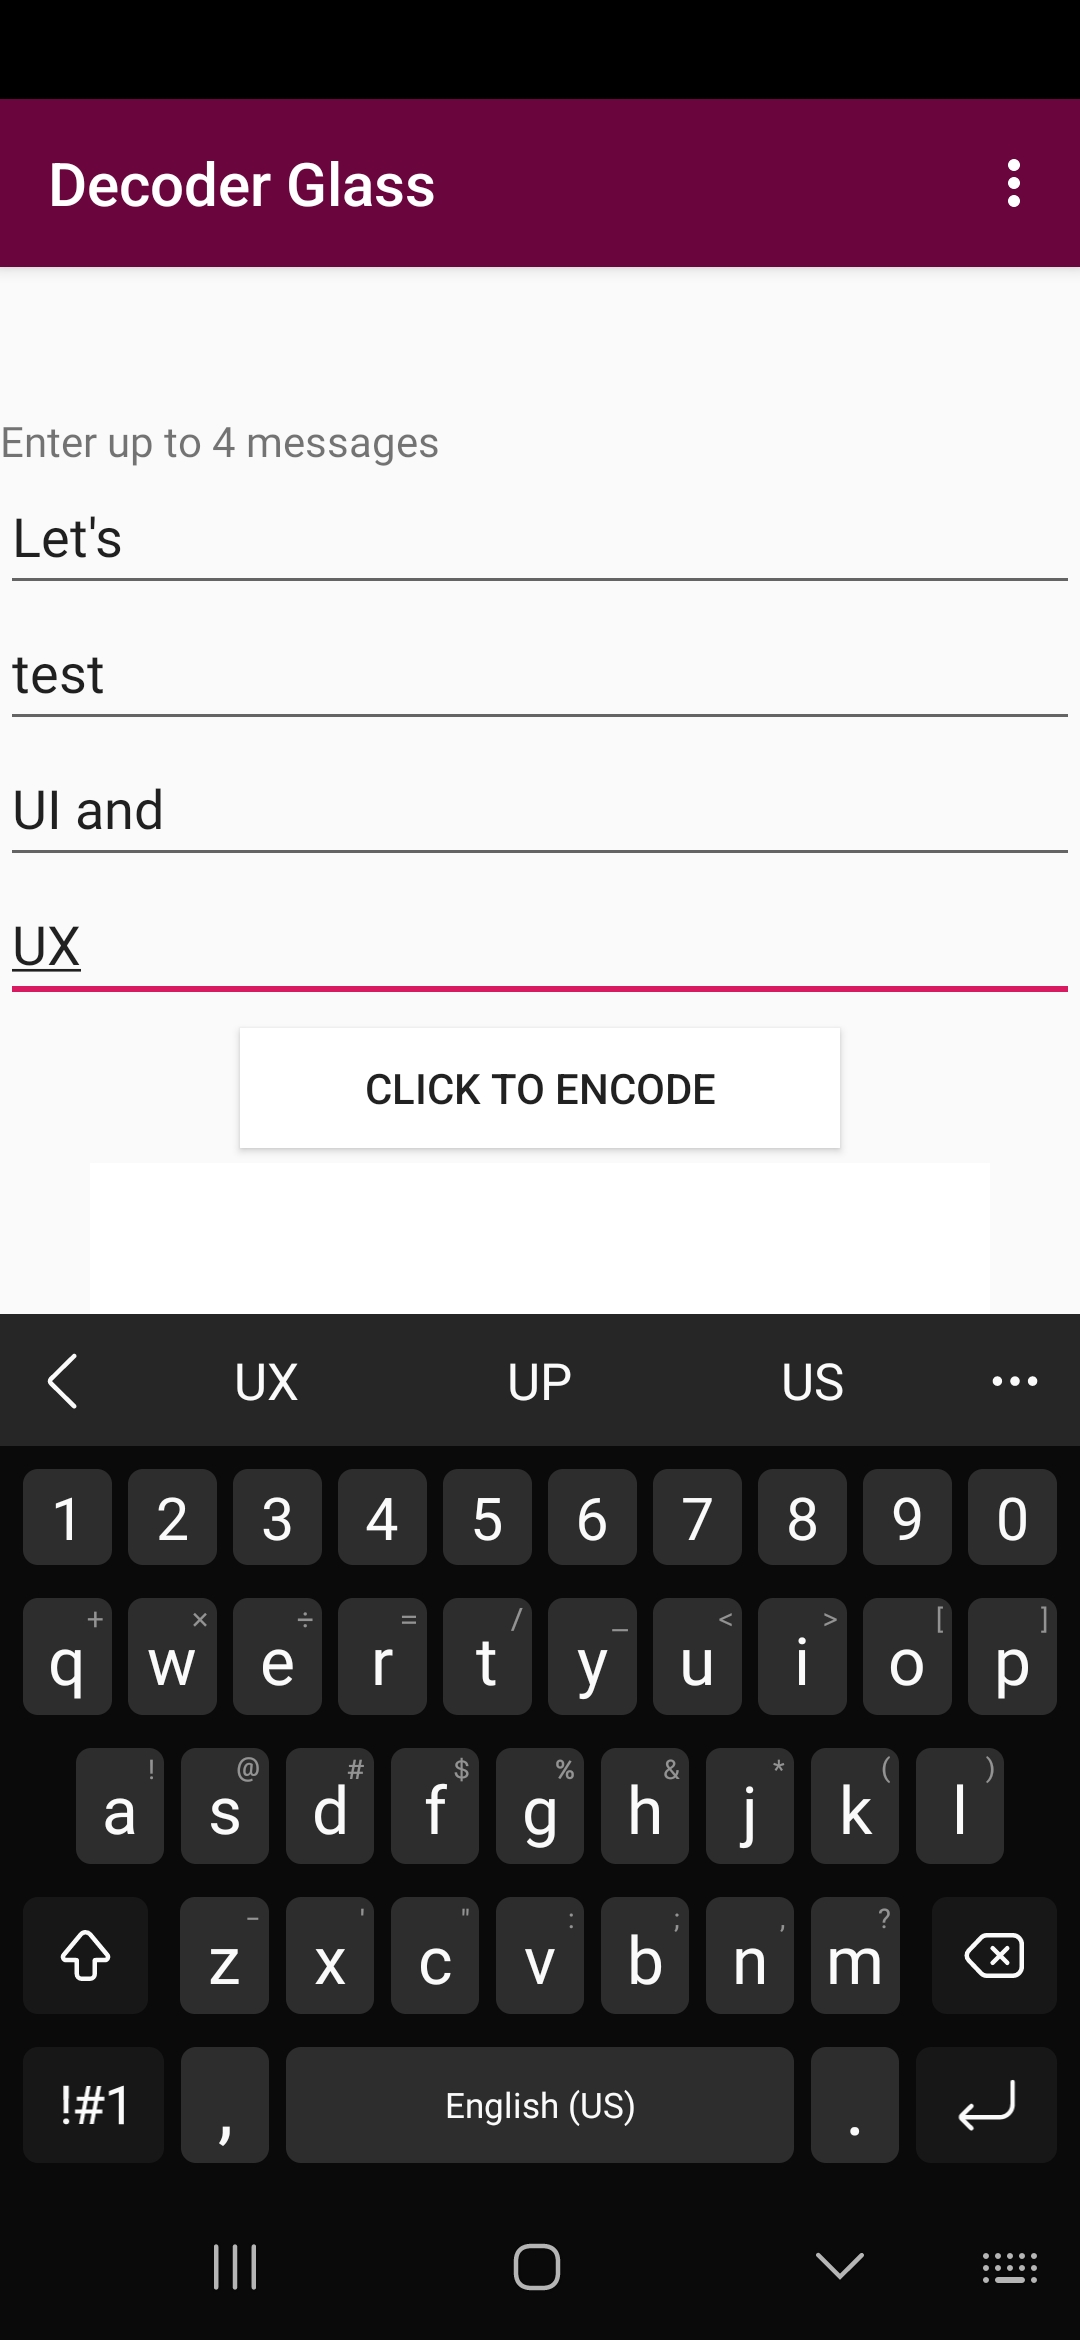 Decoder Glass
Enter up to 4 messages
Let's
test
UI and
UX
CLICK TO ENCODE
UX UP US
1 2 3 4 5 6 7 8 9 0
+ × ÷ = / _ < > [ ]
q w e r t y u i o p
! @ # $ % & * ( )
a s d f g h j k l
- ' " : ; , ?
z x c v b n m
!#1 , English (US) .